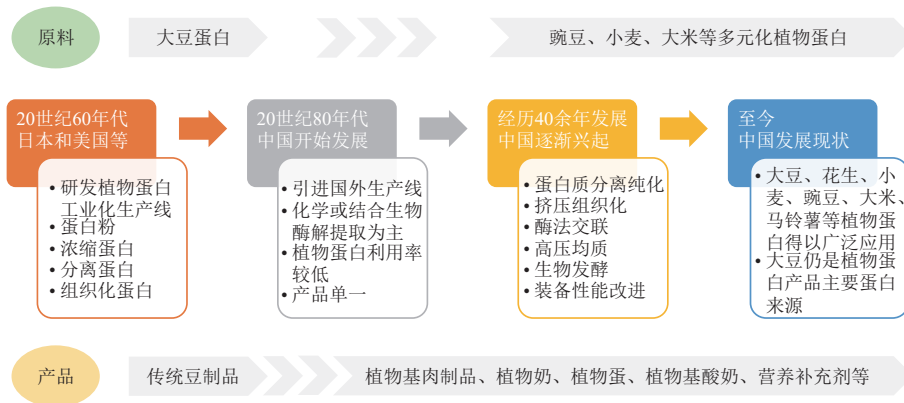 原料
大豆蛋白
豌豆、小麦、大米等多元化植物蛋白
20世纪60年代
日本和美国等
• 研发植物蛋白
工业化生产线
• 蛋白粉
• 浓缩蛋白
• 分离蛋白
• 组织化蛋白
20世纪80年代
中国开始发展
• 引进国外生产线
• 化学或结合生物
酶解提取为主
• 植物蛋白利用率
较低
• 产品单一
经历40余年发展
中国逐渐兴起
• 蛋白质分离纯化
• 挤压组织化
• 酶法交联
• 高压均质
• 生物发酵
• 装备性能改进
至今
中国发展现状
• 大豆、花生、小
麦、豌豆、大米、
马铃薯等植物蛋
白得以广泛应用
• 大豆仍是植物蛋
白产品主要蛋白
来源
产品
传统豆制品
植物基肉制品、植物奶、植物蛋、植物基酸奶、营养补充剂等